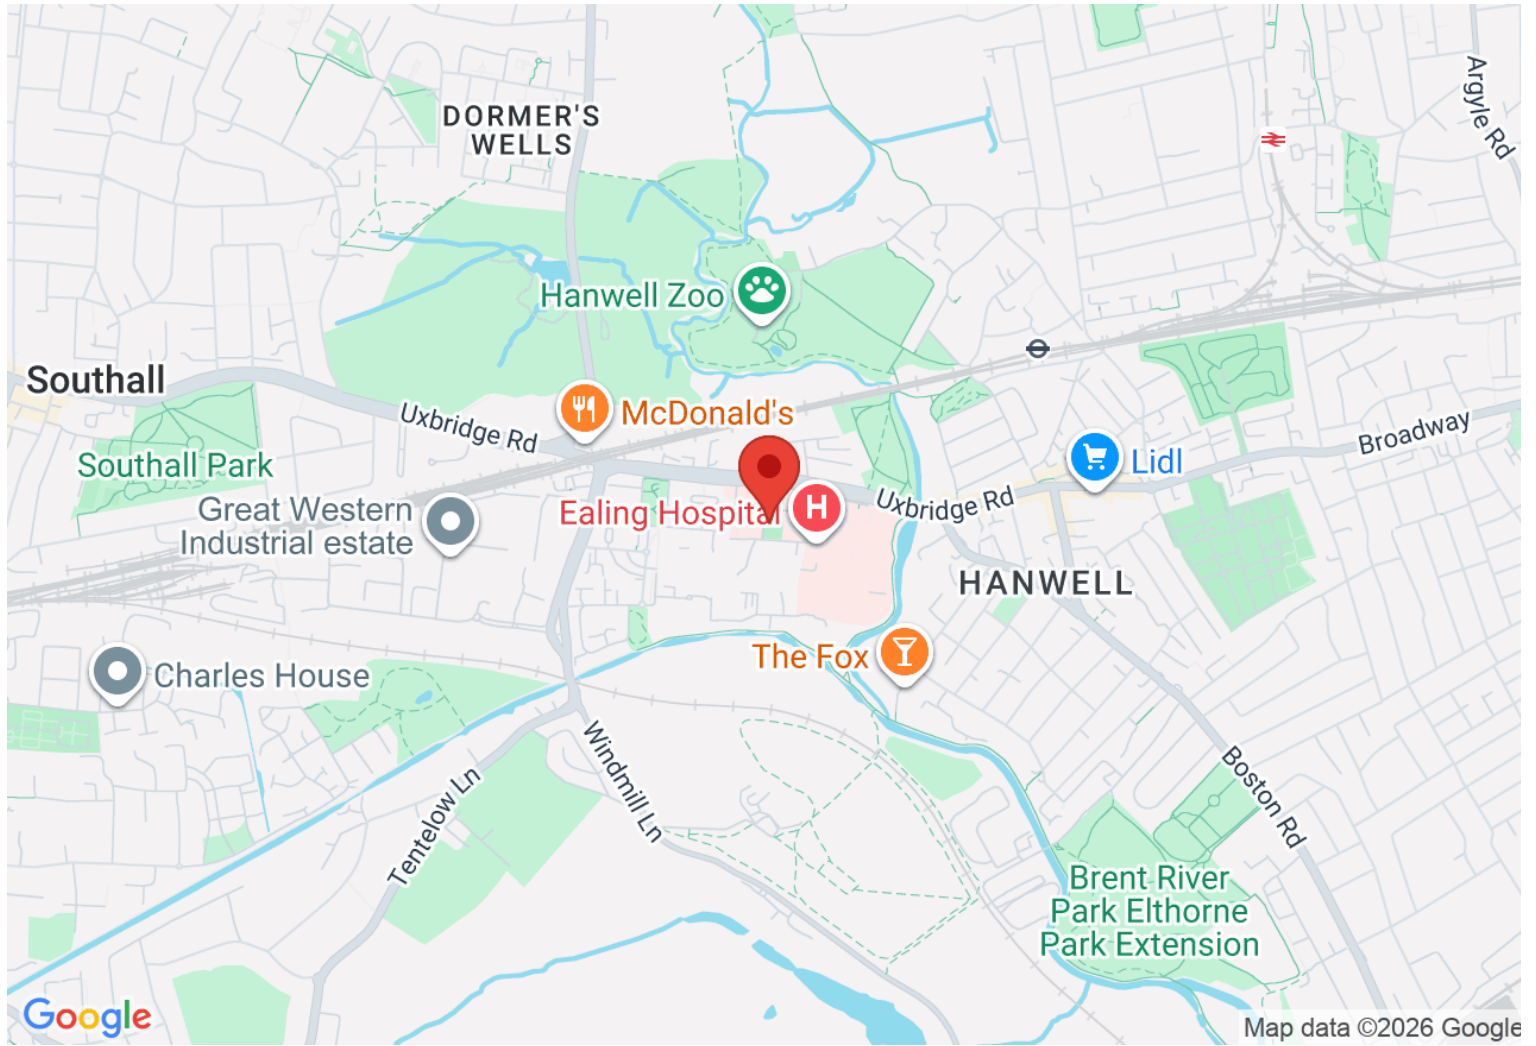 Argyle Rd
DORMER'S
WELLS
Hanwell Zoo
Southall
McDonald's
Uxbridge Rd
Broadway
Southall Park
Lidl
Great Western
Industrial estate
Ealing Hospital
H
Uxbridge Rd
HANWELL
The Fox
Charles House
Windmill Ln
Tentelow Ln
Boston Rd
Brent River
Park Elthorne
Park Extension
Google
Map data ©2026 Google